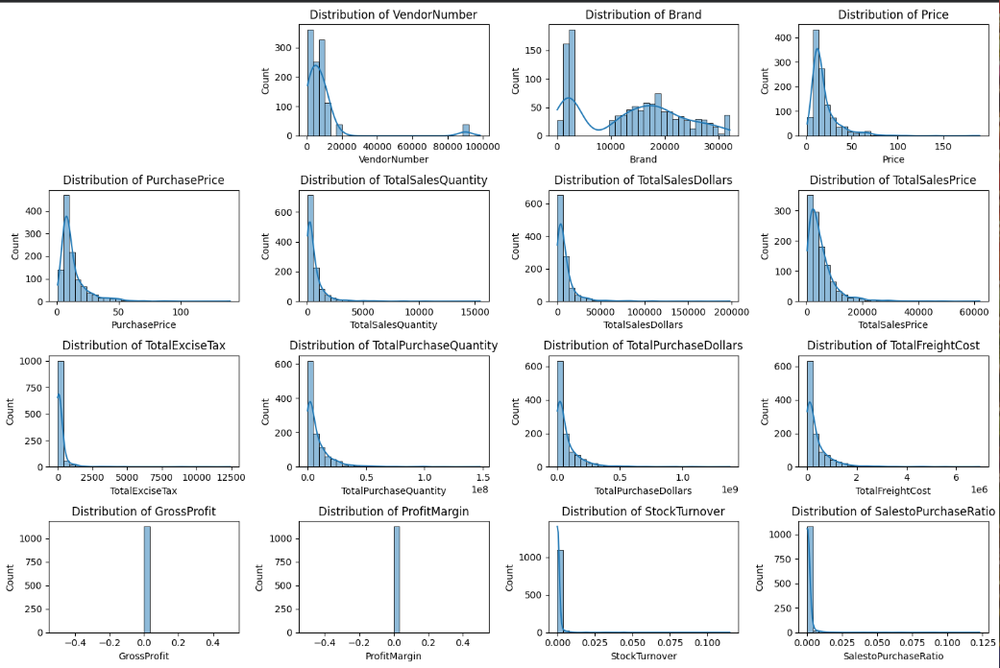 Distribution of VendorNumber
Count
300
200
100
0
0 20000 40000 60000 80000 100000
VendorNumber
Distribution of Brand
Count
150
100
50
0
0 10000 20000 30000
Brand
Distribution of Price
Count
400
300
200
100
0
0 50 100 150
Price
Distribution of PurchasePrice
Count
400
300
200
100
0
0 50 100
PurchasePrice
Distribution of TotalSalesQuantity
Count
600
400
200
0
0 5000 10000 15000
TotalSalesQuantity
Distribution of TotalSalesDollars
Count
600
400
200
0
0 50000 100000 150000 200000
TotalSalesDollars
Distribution of TotalSalesPrice
Count
300
200
100
0
0 20000 40000 60000
TotalSalesPrice
Distribution of TotalExciseTax
Count
1000
750
500
250
0
0 2500 5000 7500 10000 12500
TotalExciseTax
Distribution of TotalPurchaseQuantity
Count
600
400
200
0
0.0 0.5 1.0 1.5
1e8
TotalPurchaseQuantity
Distribution of TotalPurchaseDollars
Count
600
400
200
0
0.0 0.5 1.0
1e9
TotalPurchaseDollars
Distribution of TotalFreightCost
Count
600
400
200
0
0 2 4 6
1e6
TotalFreightCost
Distribution of GrossProfit
Count
1000
750
500
250
0
−0.4 −0.2 0.0 0.2 0.4
GrossProfit
Distribution of ProfitMargin
Count
1000
750
500
250
0
−0.4 −0.2 0.0 0.2 0.4
ProfitMargin
Distribution of StockTurnover
Count
1000
500
0
0.000 0.025 0.050 0.075 0.100
StockTurnover
Distribution of SalestoPurchaseRatio
Count
1000
750
500
250
0
0.000 0.025 0.050 0.075 0.100 0.125
SalestoPurchaseRatio